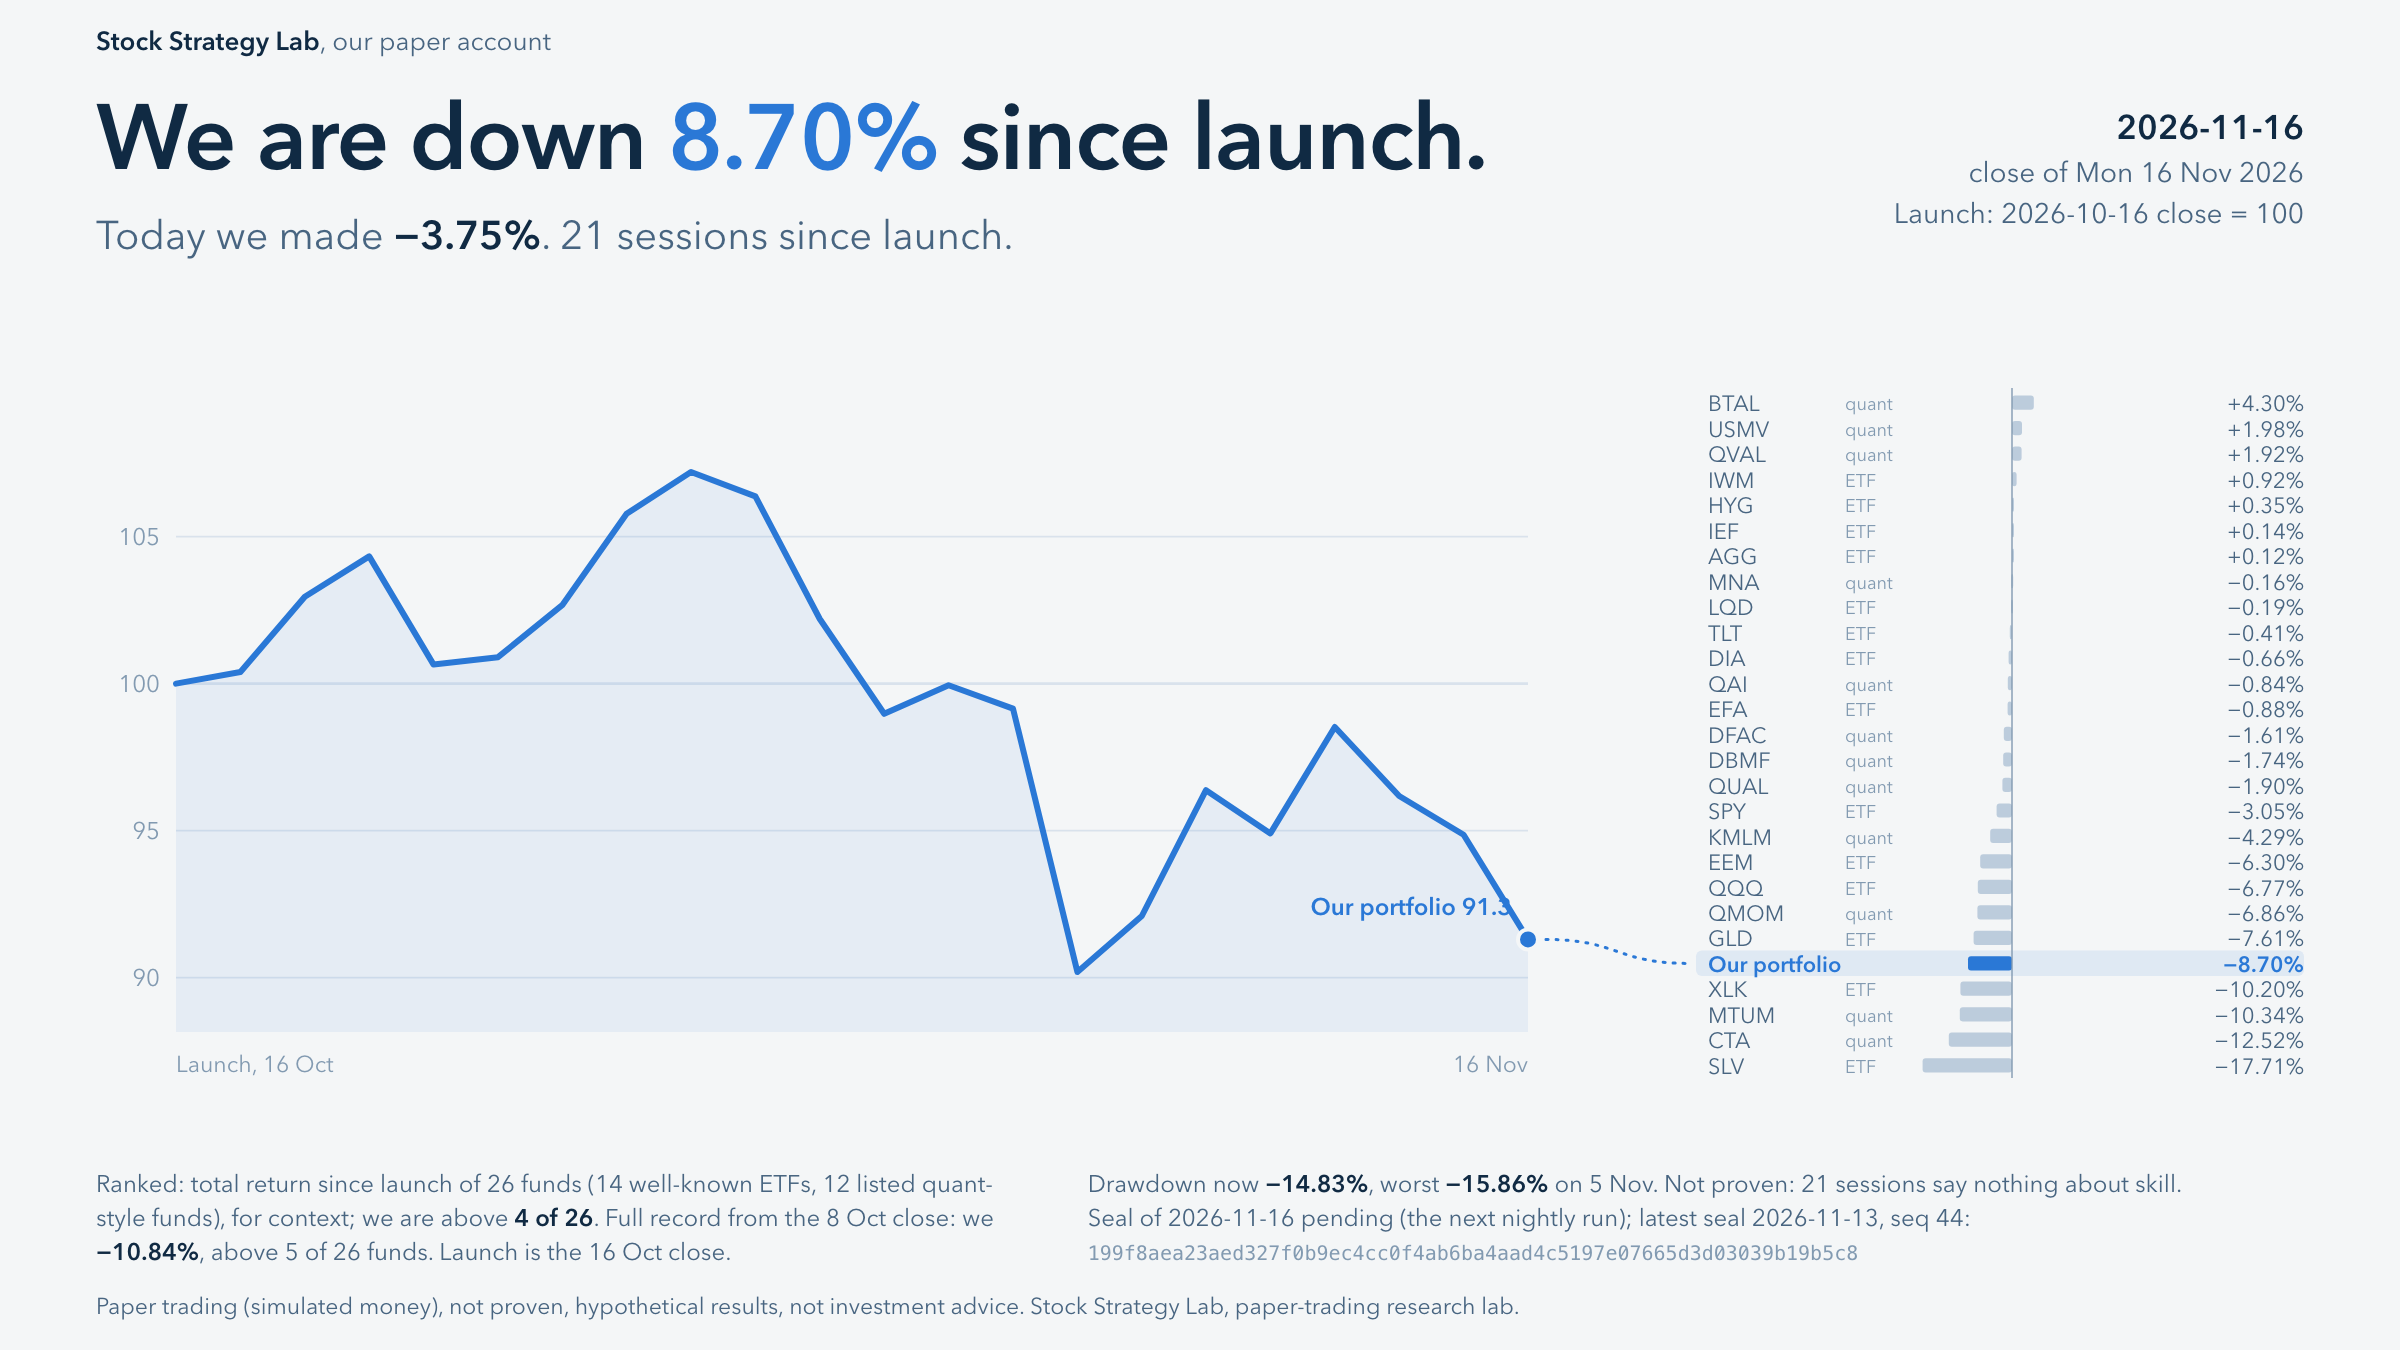 Stock Strategy Lab, our paper account
We are down 8.70% since launch.
Today we made −3.75%. 21 sessions since launch.
2026-11-16
close of Mon 16 Nov 2026
Launch: 2026-10-16 close = 100
105
100
95
90
Our portfolio 91.3
Launch, 16 Oct
16 Nov
BTAL quant +4.30%
USMV quant +1.98%
QVAL quant +1.92%
IWM ETF +0.92%
HYG ETF +0.35%
IEF ETF +0.14%
AGG ETF +0.12%
MNA quant −0.16%
LQD ETF −0.19%
TLT ETF −0.41%
DIA ETF −0.66%
QAI quant −0.84%
EFA ETF −0.88%
DFAC quant −1.61%
DBMF quant −1.74%
QUAL quant −1.90%
SPY ETF −3.05%
KMLM quant −4.29%
EEM ETF −6.30%
QQQ ETF −6.77%
QMOM quant −6.86%
GLD ETF −7.61%
Our portfolio −8.70%
XLK ETF −10.20%
MTUM quant −10.34%
CTA quant −12.52%
SLV ETF −17.71%
Ranked: total return since launch of 26 funds (14 well-known ETFs, 12 listed quant-
style funds), for context; we are above 4 of 26. Full record from the 8 Oct close: we
−10.84%, above 5 of 26 funds. Launch is the 16 Oct close.
Drawdown now −14.83%, worst −15.86% on 5 Nov. Not proven: 21 sessions say nothing about skill.
Seal of 2026-11-16 pending (the next nightly run); latest seal 2026-11-13, seq 44:
199f8aea23aed327f0b9ec4cc0f4ab6ba4aad4c5197e07665d3d03039b19b5c8
Paper trading (simulated money), not proven, hypothetical results, not investment advice. Stock Strategy Lab, paper-trading research lab.